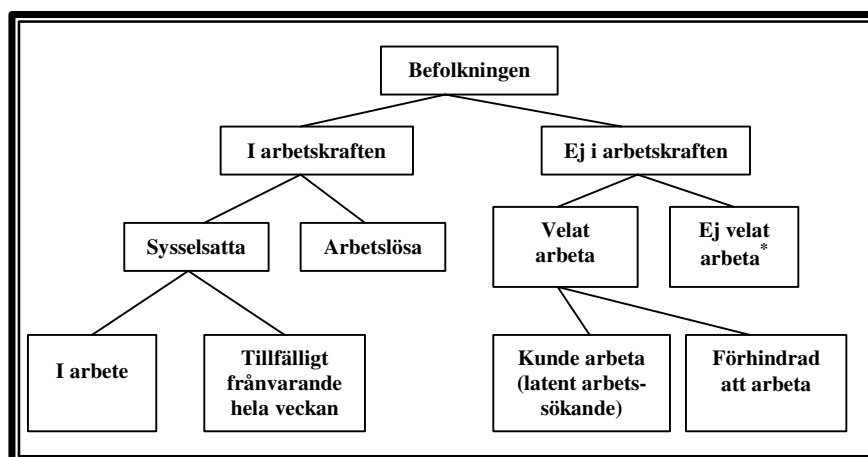 Befolkningen
I arbetskraften
Ej i arbetskraften
Sysselsatta
Arbetslösa
Velat
arbeta
Ej velat
arbeta*
I arbete
Tillfälligt
frånvarande
hela veckan
Kunde arbeta
(latent arbets-
sökande)
Förhindrad
att arbeta